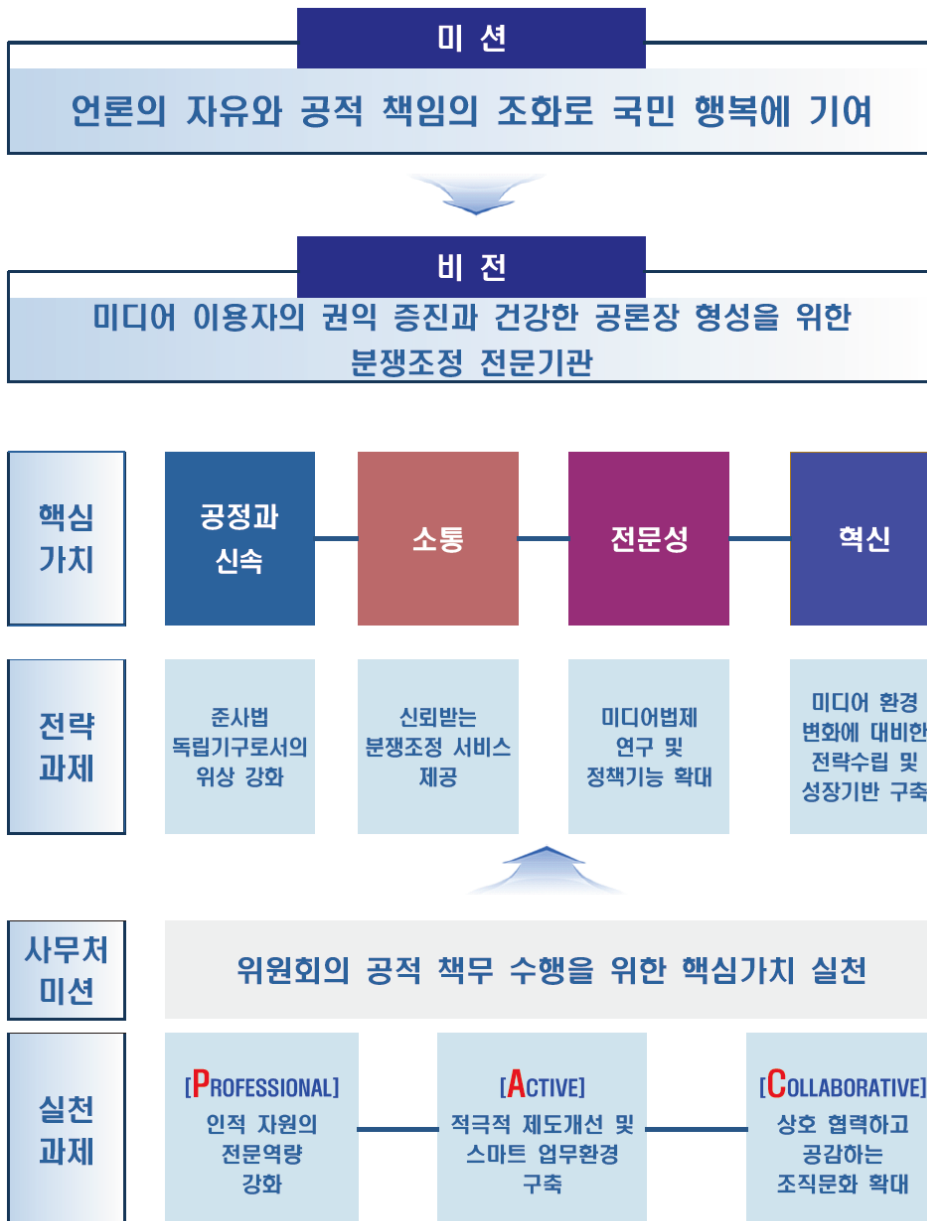 미 션
언론의 자유와 공적 책임의 조화로 국민 행복에 기여
비 전
미디어 이용자의 권익 증진과 건강한 공론장 형성을 위한
분쟁조정 전문기관
핵심
가치
공정과
신속
소통
전문성
혁신
전략
과제
준사법
독립기구로서의
위상 강화
신뢰받는
분쟁조정 서비스
제공
미디어법제
연구 및
정책기능 확대
미디어 환경
변화에 대비한
전략수립 및
성장기반 구축
사무처
미션
위원회의 공적 책무 수행을 위한 핵심가치 실천
실천
과제
[PROFESSIONAL]
인적 자원의
전문역량
강화
[ACTIVE]
적극적 제도개선 및
스마트 업무환경
구축
[COLLABORATIVE]
상호 협력하고
공감하는
조직문화 확대